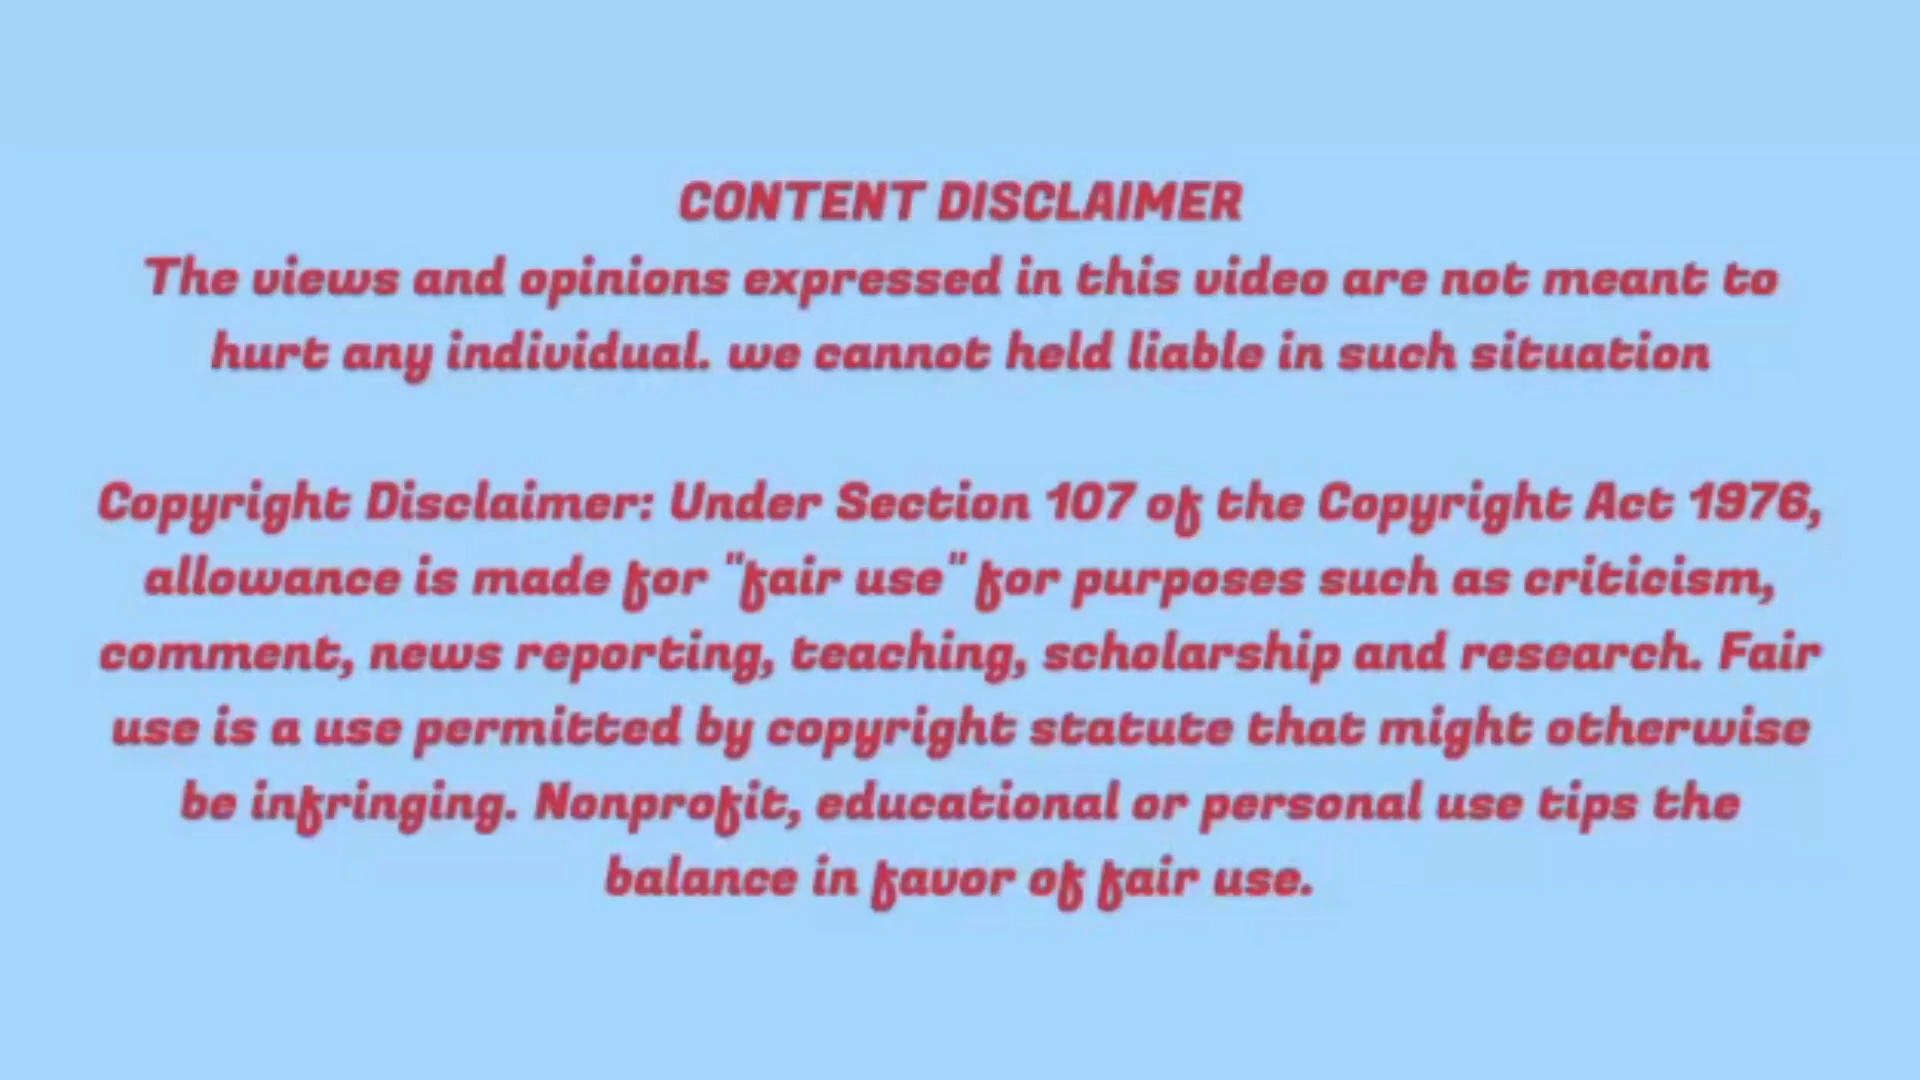 CONTENT DISCLAIMER
The views and opinions expressed in this video are not meant to
hurt any individual. we cannot held liable in such situation
Copyright Disclaimer: Under Section 107 of the Copyright Act 1976,
allowance is made for "fair use" for purposes such as criticism,
comment, news reporting, teaching, scholarship and research. Fair
use is a use permitted by copyright statute that might otherwise
be infringing. Nonprofit, educational or personal use tips the
balance in favor of fair use.